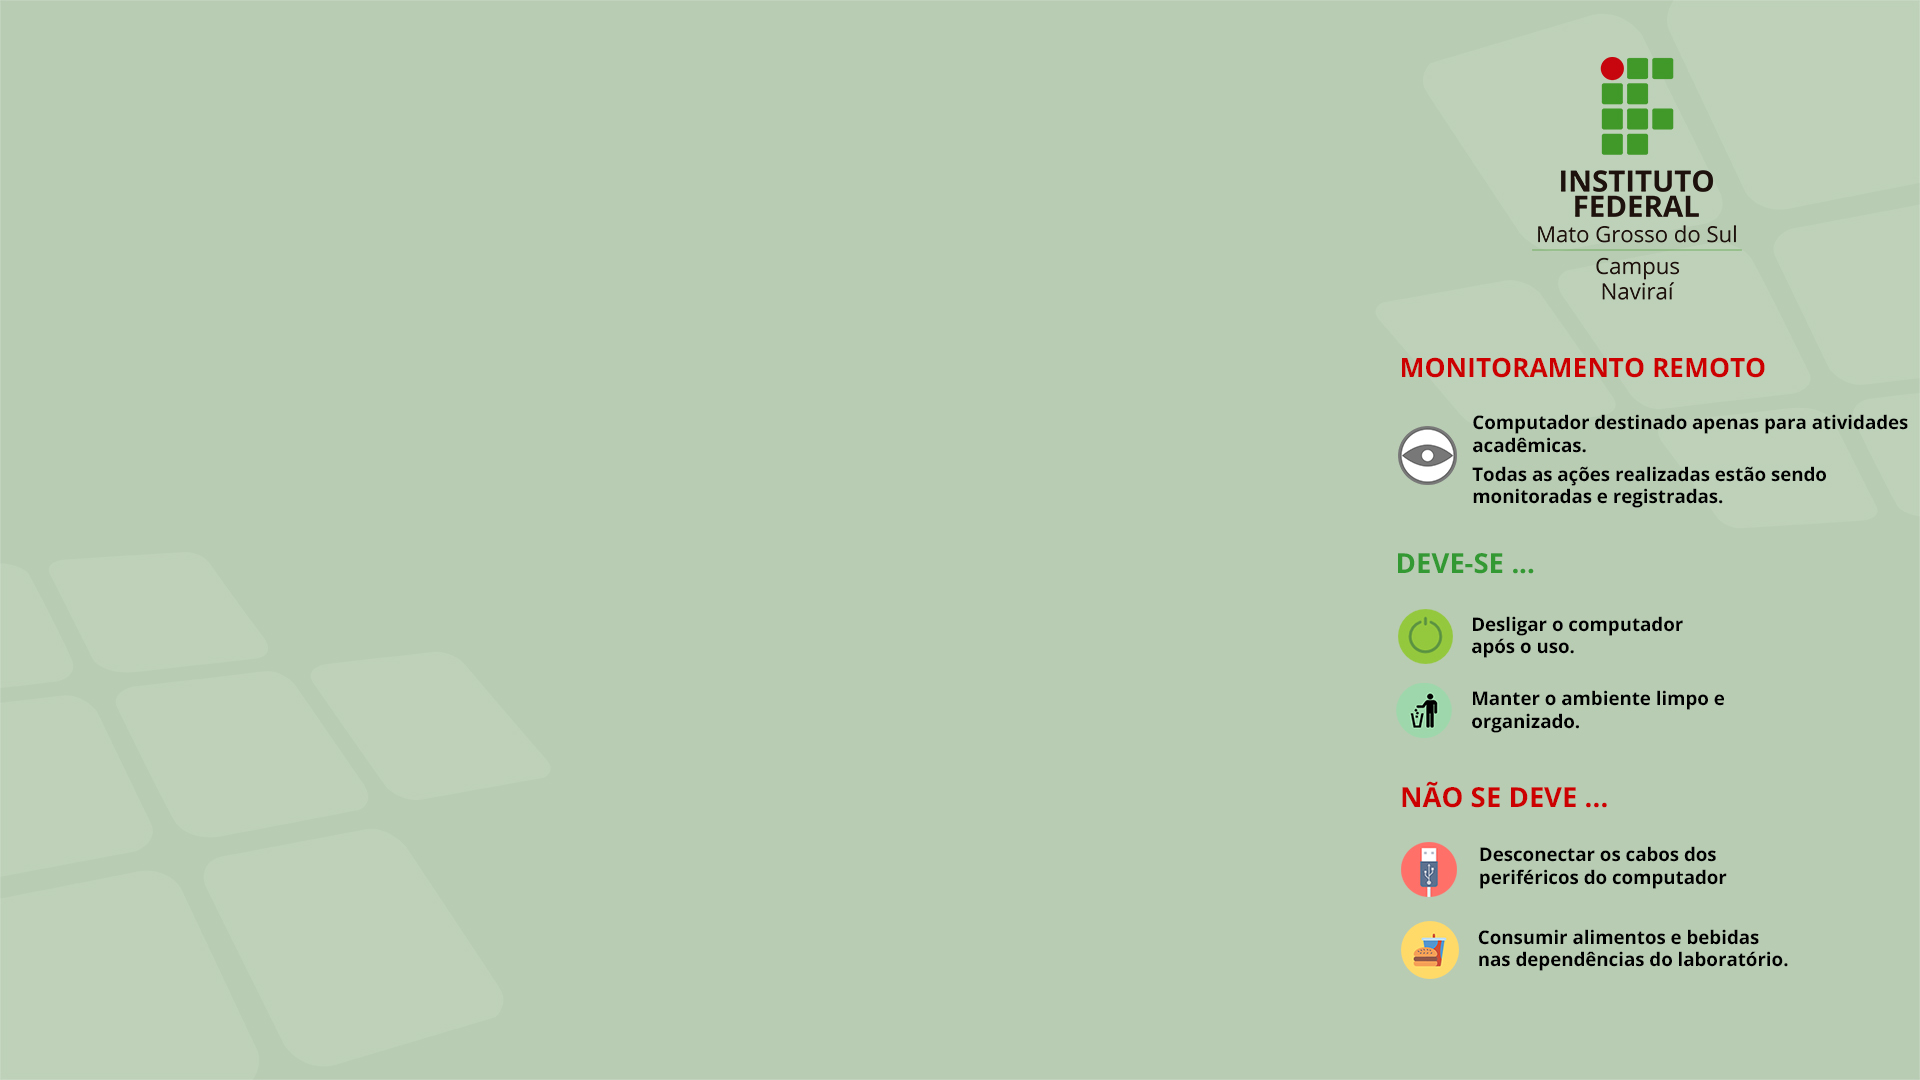 INSTITUTO
FEDERAL
Mato Grosso do Sul
Campus
Naviraí
MONITORAMENTO REMOTO
Computador destinado apenas para atividades
acadêmicas.
Todas as ações realizadas estão sendo
monitoradas e registradas.
DEVE-SE ...
Desligar o computador
após o uso.
Manter o ambiente limpo e
organizado.
NÃO SE DEVE ...
Desconectar os cabos dos
periféricos do computador
Consumir alimentos e bebidas
nas dependências do laboratório.